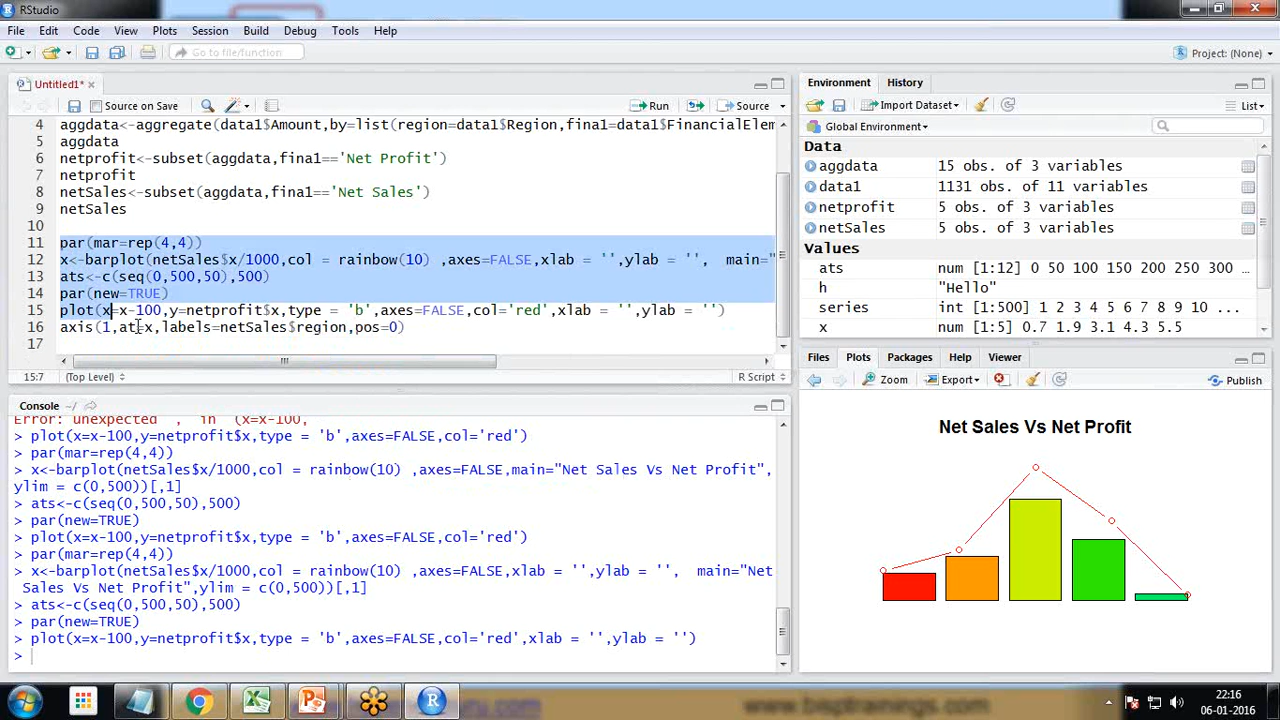 RStudio
File Edit Code View Plots Session Build Debug Tools Help
Go to file/function
Project: (None)
Untitled1*
Source on Save
Run
Source
4 aggdata<-aggregate(data1$Amount,by=list(region=data1$Region,fina1=data1$FinancialElem
5 aggdata
6 netprofit<-subset(aggdata,fina1=='Net Profit')
7 netprofit
8 netSales<-subset(aggdata,fina1=='Net Sales')
9 netSales
10
11 par(mar=rep(4,4))
12 x<-barplot(netSales$x/1000,col = rainbow(10) ,axes=FALSE,xlab = '',ylab = '',  main="
13 ats<-c(seq(0,500,50),500)
14 par(new=TRUE)
15 plot(x=x-100,y=netprofit$x,type = 'b',axes=FALSE,col='red',xlab = '',ylab = '')
16 axis(1,at=x,labels=netSales$region,pos=0)
17
15:7 (Top Level) R Script
Console ~/
Error: unexpected ',' in "(x=x-100,"
> plot(x=x-100,y=netprofit$x,type = 'b',axes=FALSE,col='red')
> par(mar=rep(4,4))
> x<-barplot(netSales$x/1000,col = rainbow(10) ,axes=FALSE,main="Net Sales Vs Net Profit",
ylim = c(0,500))[,1]
> ats<-c(seq(0,500,50),500)
> par(new=TRUE)
> plot(x=x-100,y=netprofit$x,type = 'b',axes=FALSE,col='red')
> par(mar=rep(4,4))
> x<-barplot(netSales$x/1000,col = rainbow(10) ,axes=FALSE,xlab = '',ylab = '',  main="Net
Sales Vs Net Profit",ylim = c(0,500))[,1]
> ats<-c(seq(0,500,50),500)
> par(new=TRUE)
> plot(x=x-100,y=netprofit$x,type = 'b',axes=FALSE,col='red',xlab = '',ylab = '')
>
Environment History
Import Dataset List
Global Environment
Data
aggdata 15 obs. of 3 variables
data1 1131 obs. of 11 variables
netprofit 5 obs. of 3 variables
netSales 5 obs. of 3 variables
Values
ats num [1:12] 0 50 100 150 200 250 300 ...
h "Hello"
series int [1:500] 1 2 3 4 5 6 7 8 9 10 ...
x num [1:5] 0.7 1.9 3.1 4.3 5.5
Files Plots Packages Help Viewer
Zoom Export Publish
Net Sales Vs Net Profit
www.bisptrainings.com
22:16
06-01-2016